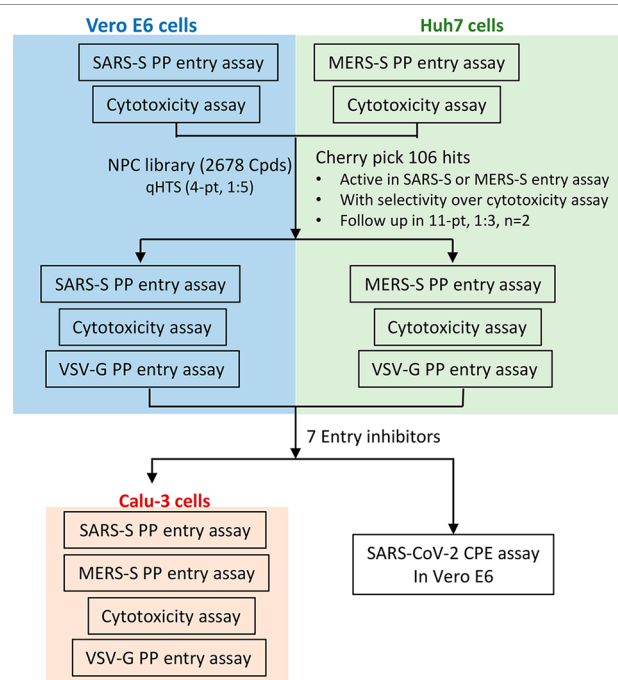 Vero E6 cells
Huh7 cells
SARS-S PP entry assay
MERS-S PP entry assay
Cytotoxicity assay
Cytotoxicity assay
NPC library (2678 Cpds)
qHTS (4-pt, 1:5)
Cherry pick 106 hits
• Active in SARS-S or MERS-S entry assay
• With selectivity over cytotoxicity assay
• Follow up in 11-pt, 1:3, n=2
SARS-S PP entry assay
MERS-S PP entry assay
Cytotoxicity assay
Cytotoxicity assay
VSV-G PP entry assay
VSV-G PP entry assay
7 Entry inhibitors
Calu-3 cells
SARS-S PP entry assay
MERS-S PP entry assay
Cytotoxicity assay
VSV-G PP entry assay
SARS-CoV-2 CPE assay
In Vero E6